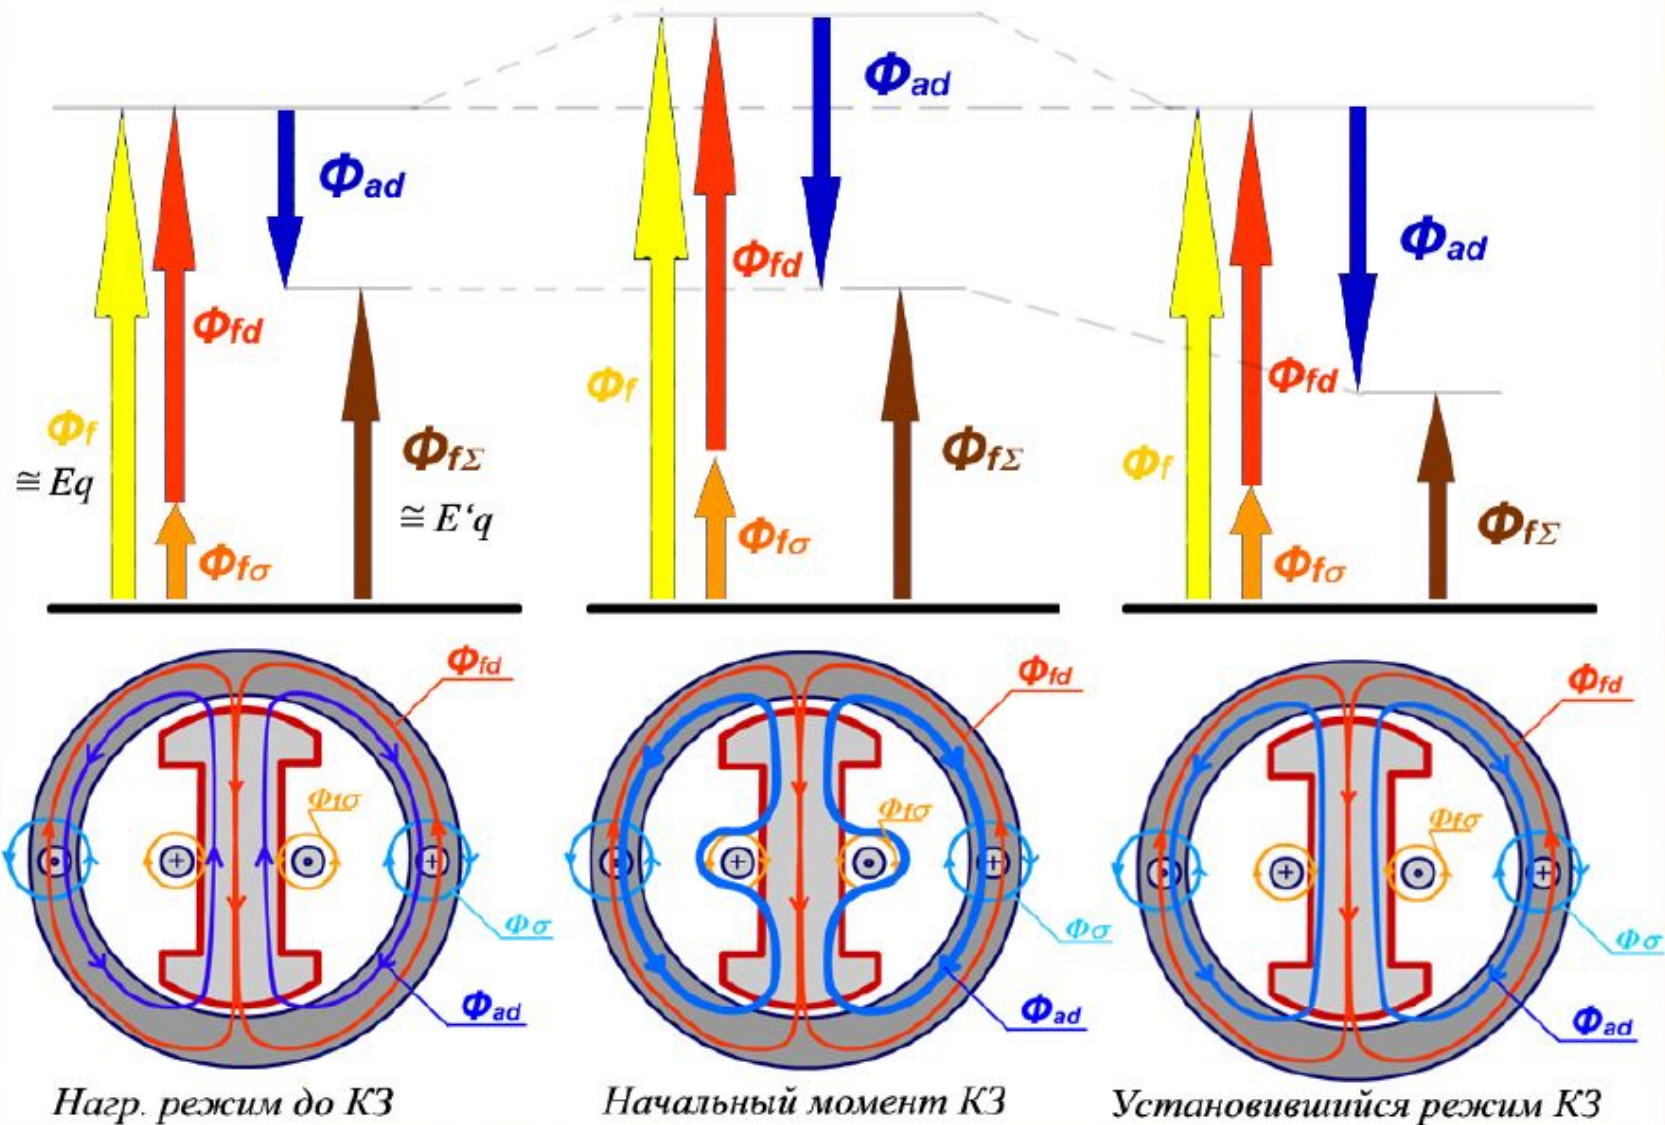 Φad
Φad
Φad
Φfd
Φfd
Φfd
Φf
Φf
Φf
≅ Eq
ΦfΣ
ΦfΣ
ΦfΣ
≅ E‘q
Φfσ
Φfσ
Φfσ
Φfd
Φfd
Φfd
Φfσ
Φfσ
Φfσ
Φσ
Φσ
Φσ
Φad
Φad
Φad
Нагр. режим до КЗ
Начальный момент КЗ
Установившийся режим КЗ